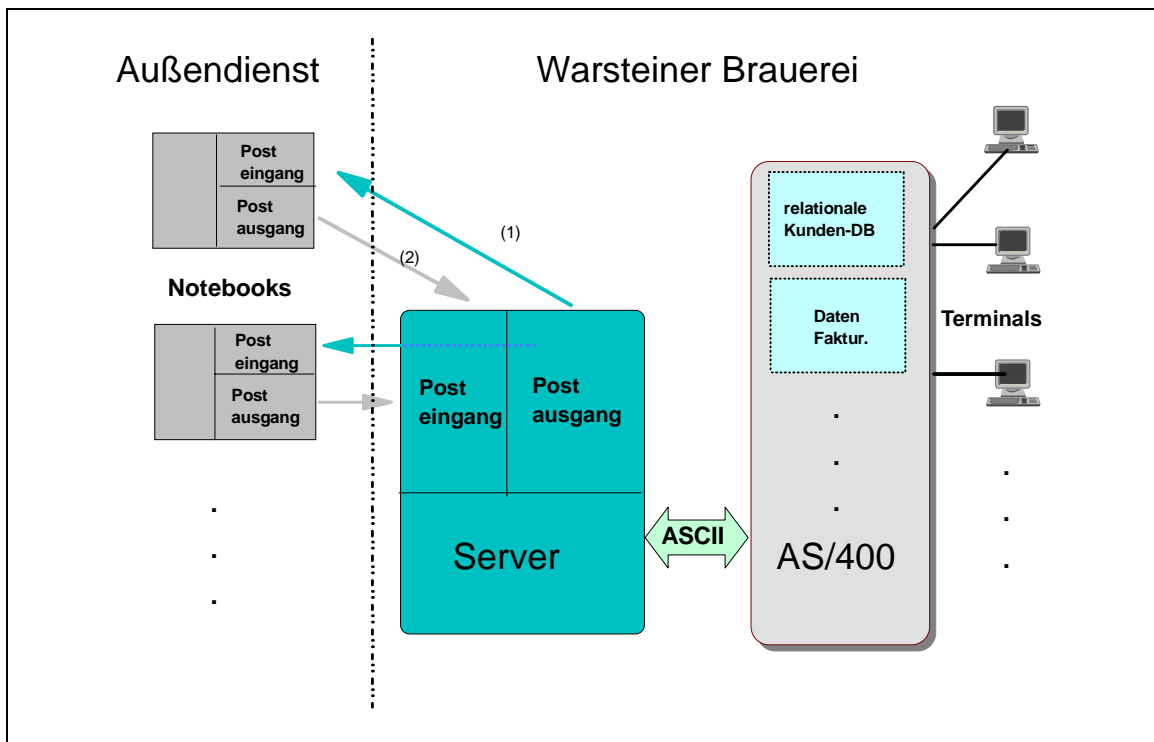 Außendienst
Warsteiner Brauerei
Post
eingang
Post
ausgang
(1)
(2)
Notebooks
Post
eingang
Post
ausgang
Post
eingang
Post
ausgang
Server
ASCII
relationale
Kunden-DB
Daten
Faktur.
AS/400
Terminals